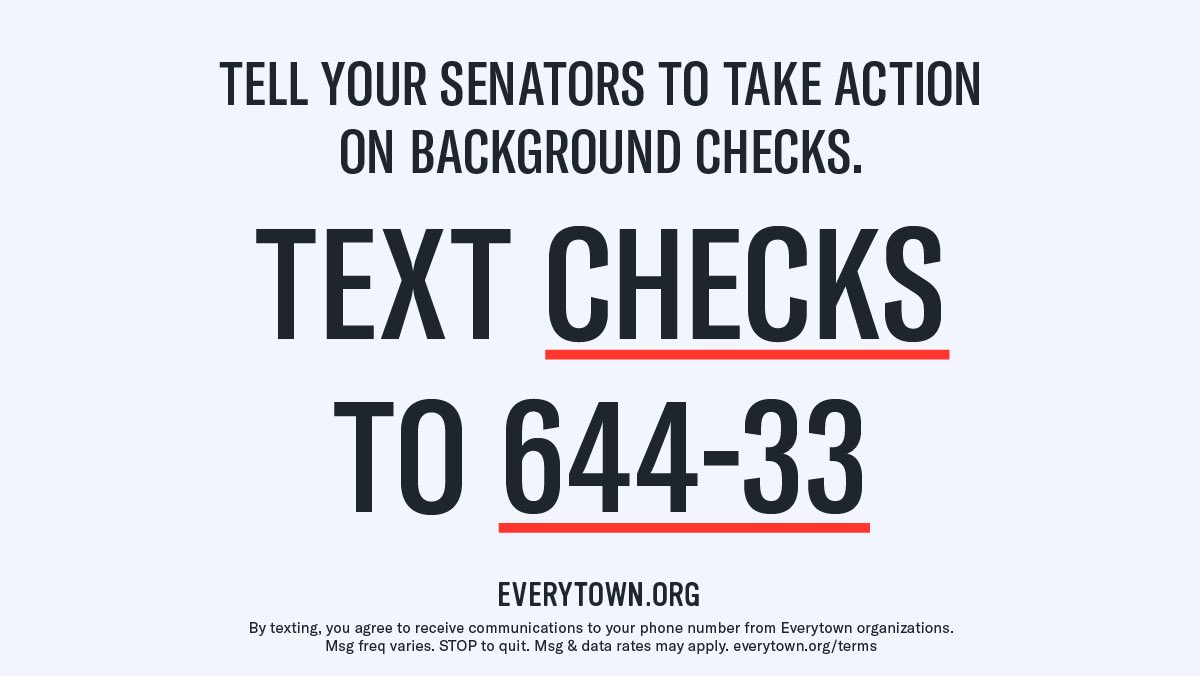 TELL YOUR SENATORS TO TAKE ACTION
ON BACKGROUND CHECKS.
TEXT CHECKS
TO 644-33
EVERYTOWN.ORG
By texting, you agree to receive communications to your phone number from Everytown organizations.
Msg freq varies. STOP to quit. Msg & data rates may apply. everytown.org/terms